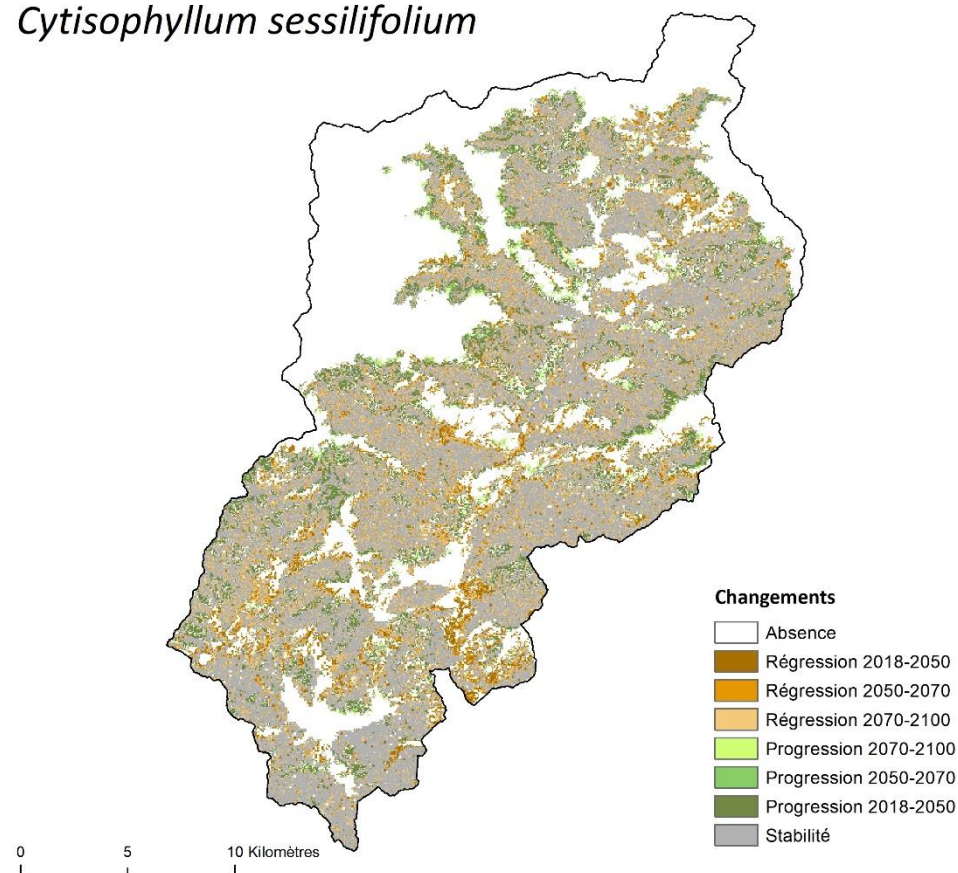 Cytisophyllum sessilifolium
Changements
Absence
Régression 2018-2050
Régression 2050-2070
Régression 2070-2100
Progression 2070-2100
Progression 2050-2070
Progression 2018-2050
Stabilité
0 5 10 Kilomètres